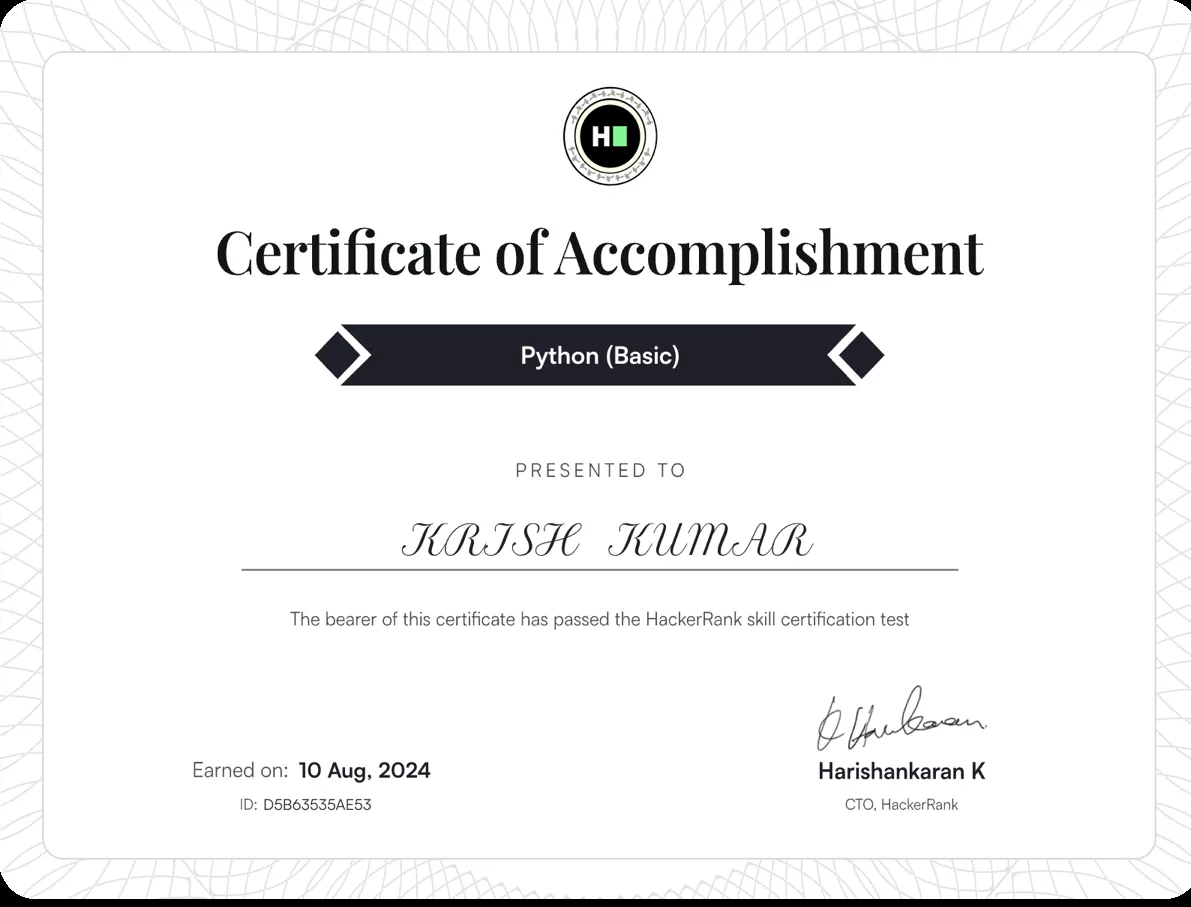 H
Certificate of Accomplishment
Python (Basic)
PRESENTED TO
KRISH KUMAR
The bearer of this certificate has passed the HackerRank skill certification test
Earned on: 10 Aug, 2024
ID: D5B63535AE53
Harishankaran K
CTO, HackerRank